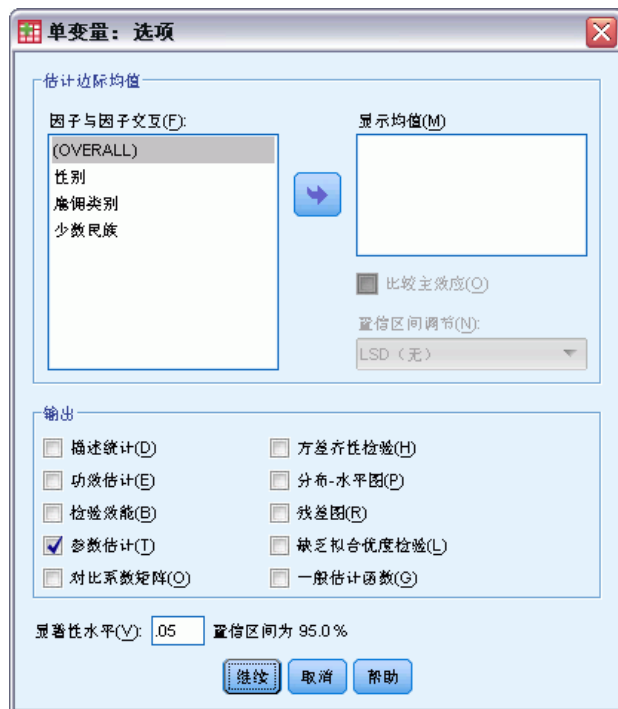 单变量：选项
估计边际均值
因子与因子交互(F):
(OVERALL)
性别
雇佣类别
少数民族
显示均值(M)
比较主效应(O)
置信区间调节(N):
LSD（无）
输出
描述统计(D)
功效估计(E)
检验效能(B)
参数估计(T)
对比系数矩阵(O)
方差齐性检验(H)
分布-水平图(P)
残差图(R)
缺乏拟合优度检验(L)
一般估计函数(G)
显著性水平(V): .05 置信区间为 95.0%
继续 取消 帮助